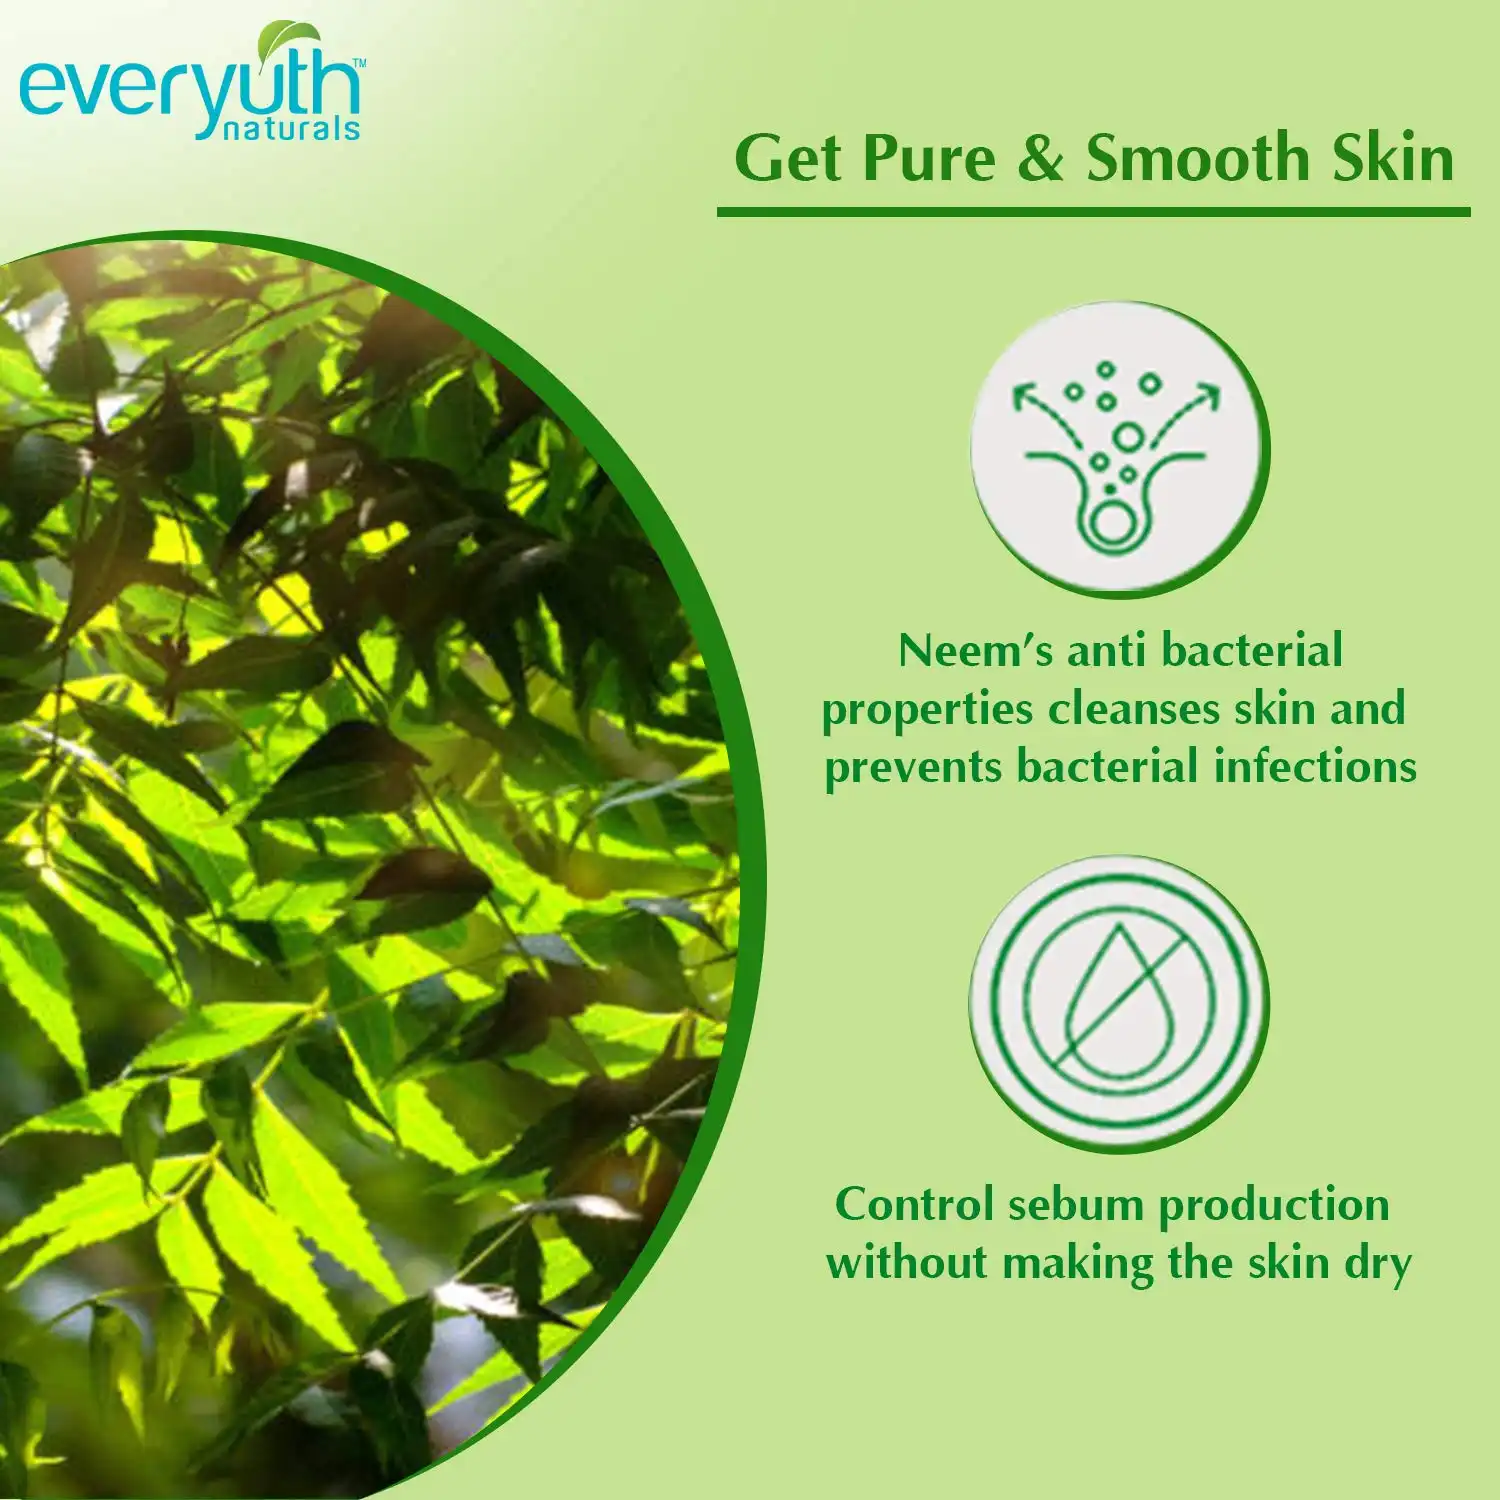 everyuth™
naturals
Get Pure & Smooth Skin
Neem’s anti bacterial
properties cleanses skin and
prevents bacterial infections
Control sebum production
without making the skin dry